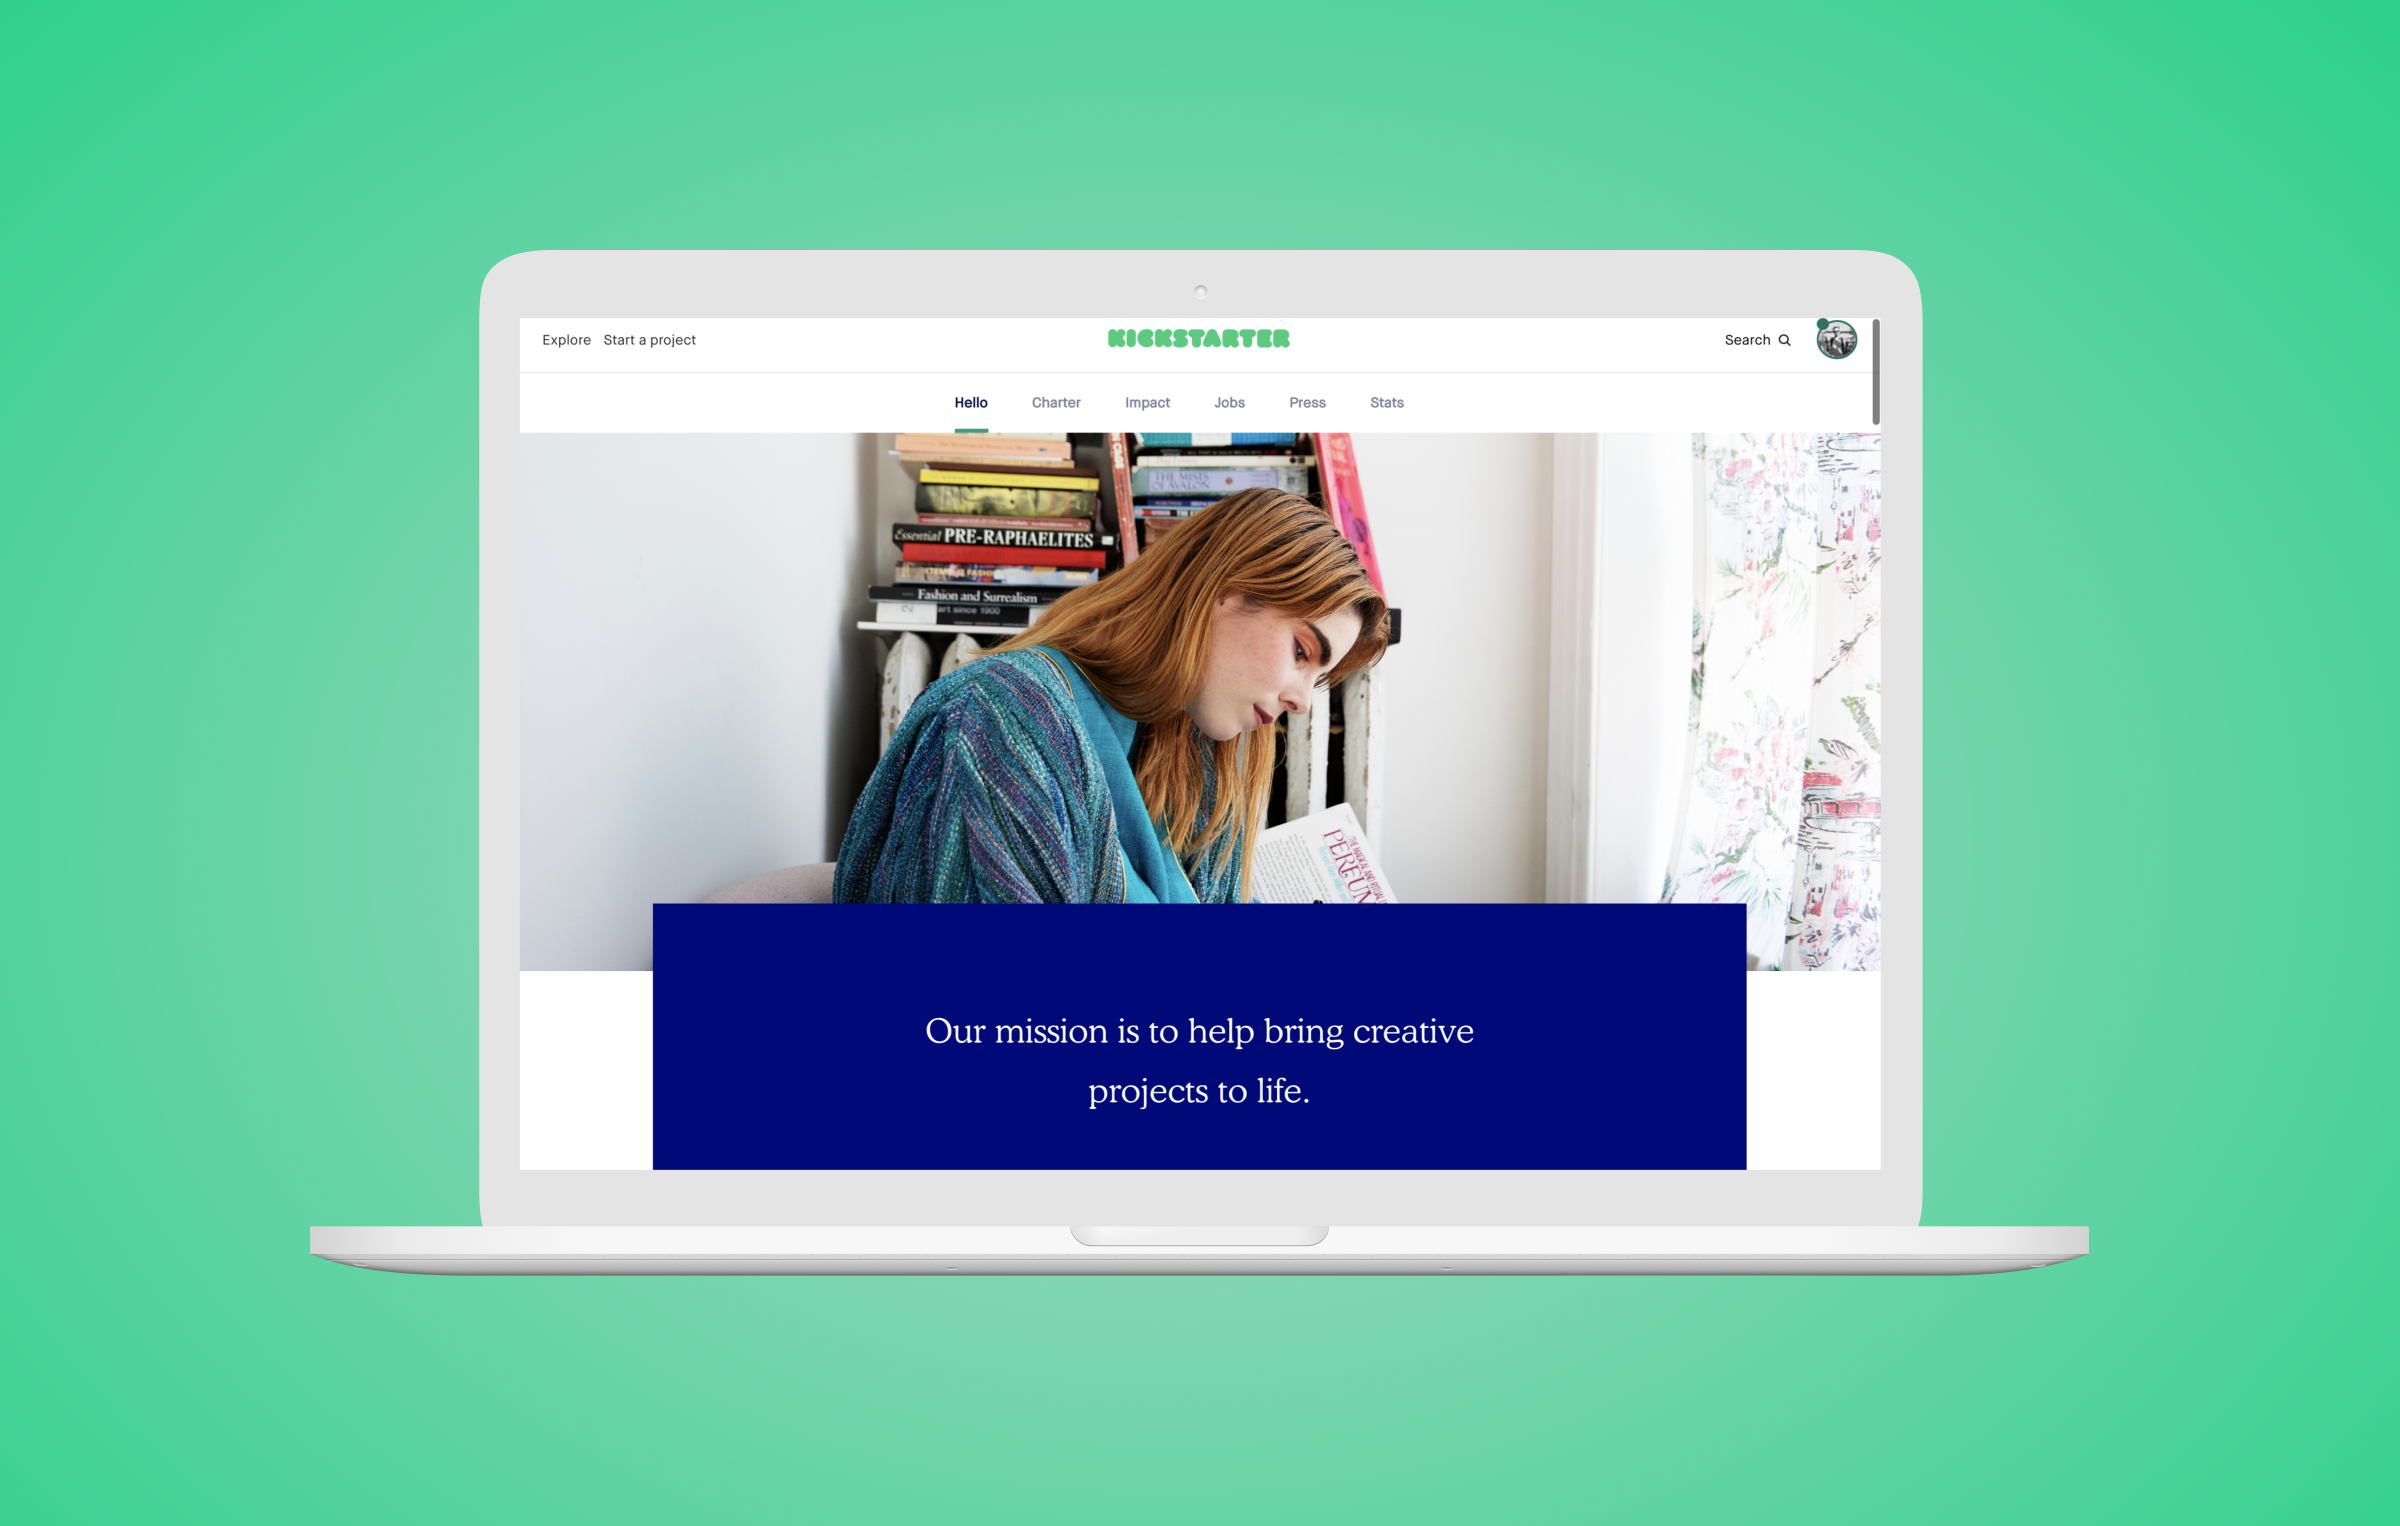 Explore Start a project
KICKSTARTER
Search
Hello Charter Impact Jobs Press Stats
THE MISTS
OF AVALON
Essential PRE-RAPHAELITES
Fashion and Surrealism
art since 1900
PERFUM
Our mission is to help bring creative
projects to life.